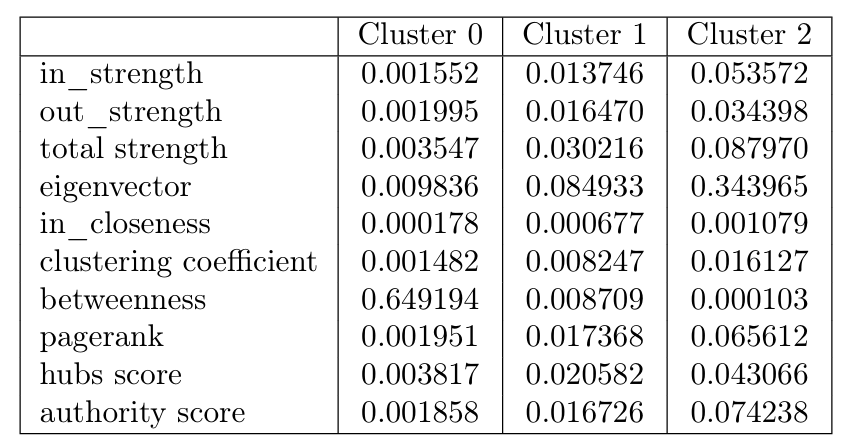 Cluster 0 Cluster 1 Cluster 2
in_strength 0.001552 0.013746 0.053572
out_strength 0.001995 0.016470 0.034398
total strength 0.003547 0.030216 0.087970
eigenvector 0.009836 0.084933 0.343965
in_closeness 0.000178 0.000677 0.001079
clustering coefficient 0.001482 0.008247 0.016127
betweenness 0.649194 0.008709 0.000103
pagerank 0.001951 0.017368 0.065612
hubs score 0.003817 0.020582 0.043066
authority score 0.001858 0.016726 0.074238